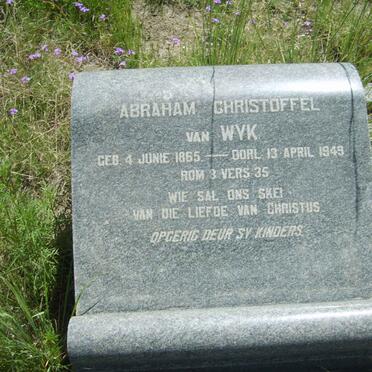 ABRAHAM CHRISTOFFEL
VAN WYK
GEB. 4 JUNIE 1865 — OORL. 13 APRIL 1949
ROM 8 VERS 35
WIE SAL ONS SKEI
VAN DIE LIEFDE VAN CHRISTUS
OPGERIG DEUR SY KINDERS